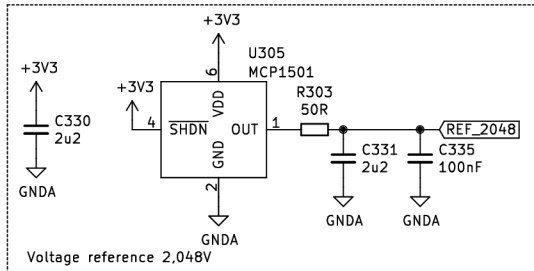 +3V3
U305
MCP1501
+3V3
+3V3
6
VDD
R303
50R
C330
2u2
4
SHDN
OUT
1
REF_2048
GND
C331
2u2
C335
100nF
2
GNDA
GNDA
GNDA
GNDA
Voltage reference 2,048V